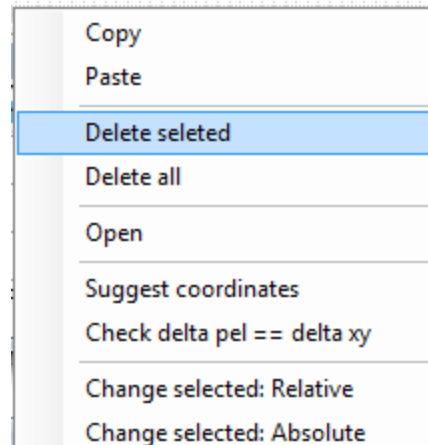 Copy
Paste
Delete seleted
Delete all
Open
Suggest coordinates
Check delta pel == delta xy
Change selected: Relative
Change selected: Absolute